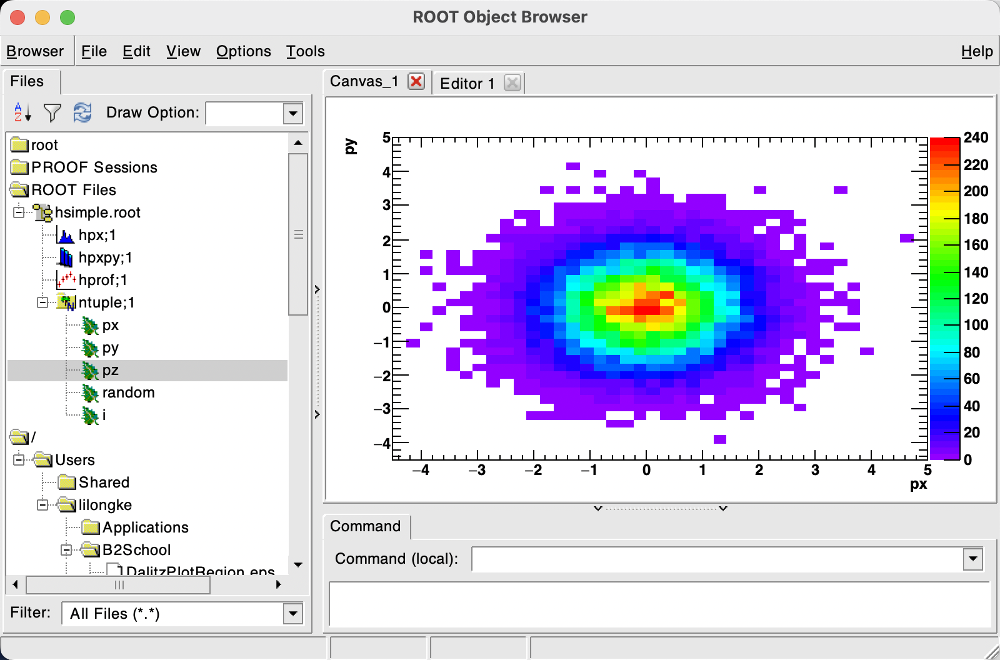 ROOT Object Browser
Browser File Edit View Options Tools Help
Files
Draw Option:
root
PROOF Sessions
ROOT Files
hsimple.root
hpx;1
hpxpy;1
hprof;1
ntuple;1
px
py
pz
random
i
/
Users
Shared
lilongke
Applications
B2School
DalitzPlotRegion.eps
Filter: All Files (*.*)
Canvas_1 Editor 1
py
5
4
3
2
1
0
−1
−2
−3
−4
−4 −3 −2 −1 0 1 2 3 4 5
px
240
220
200
180
160
140
120
100
80
60
40
20
0
Command
Command (local):